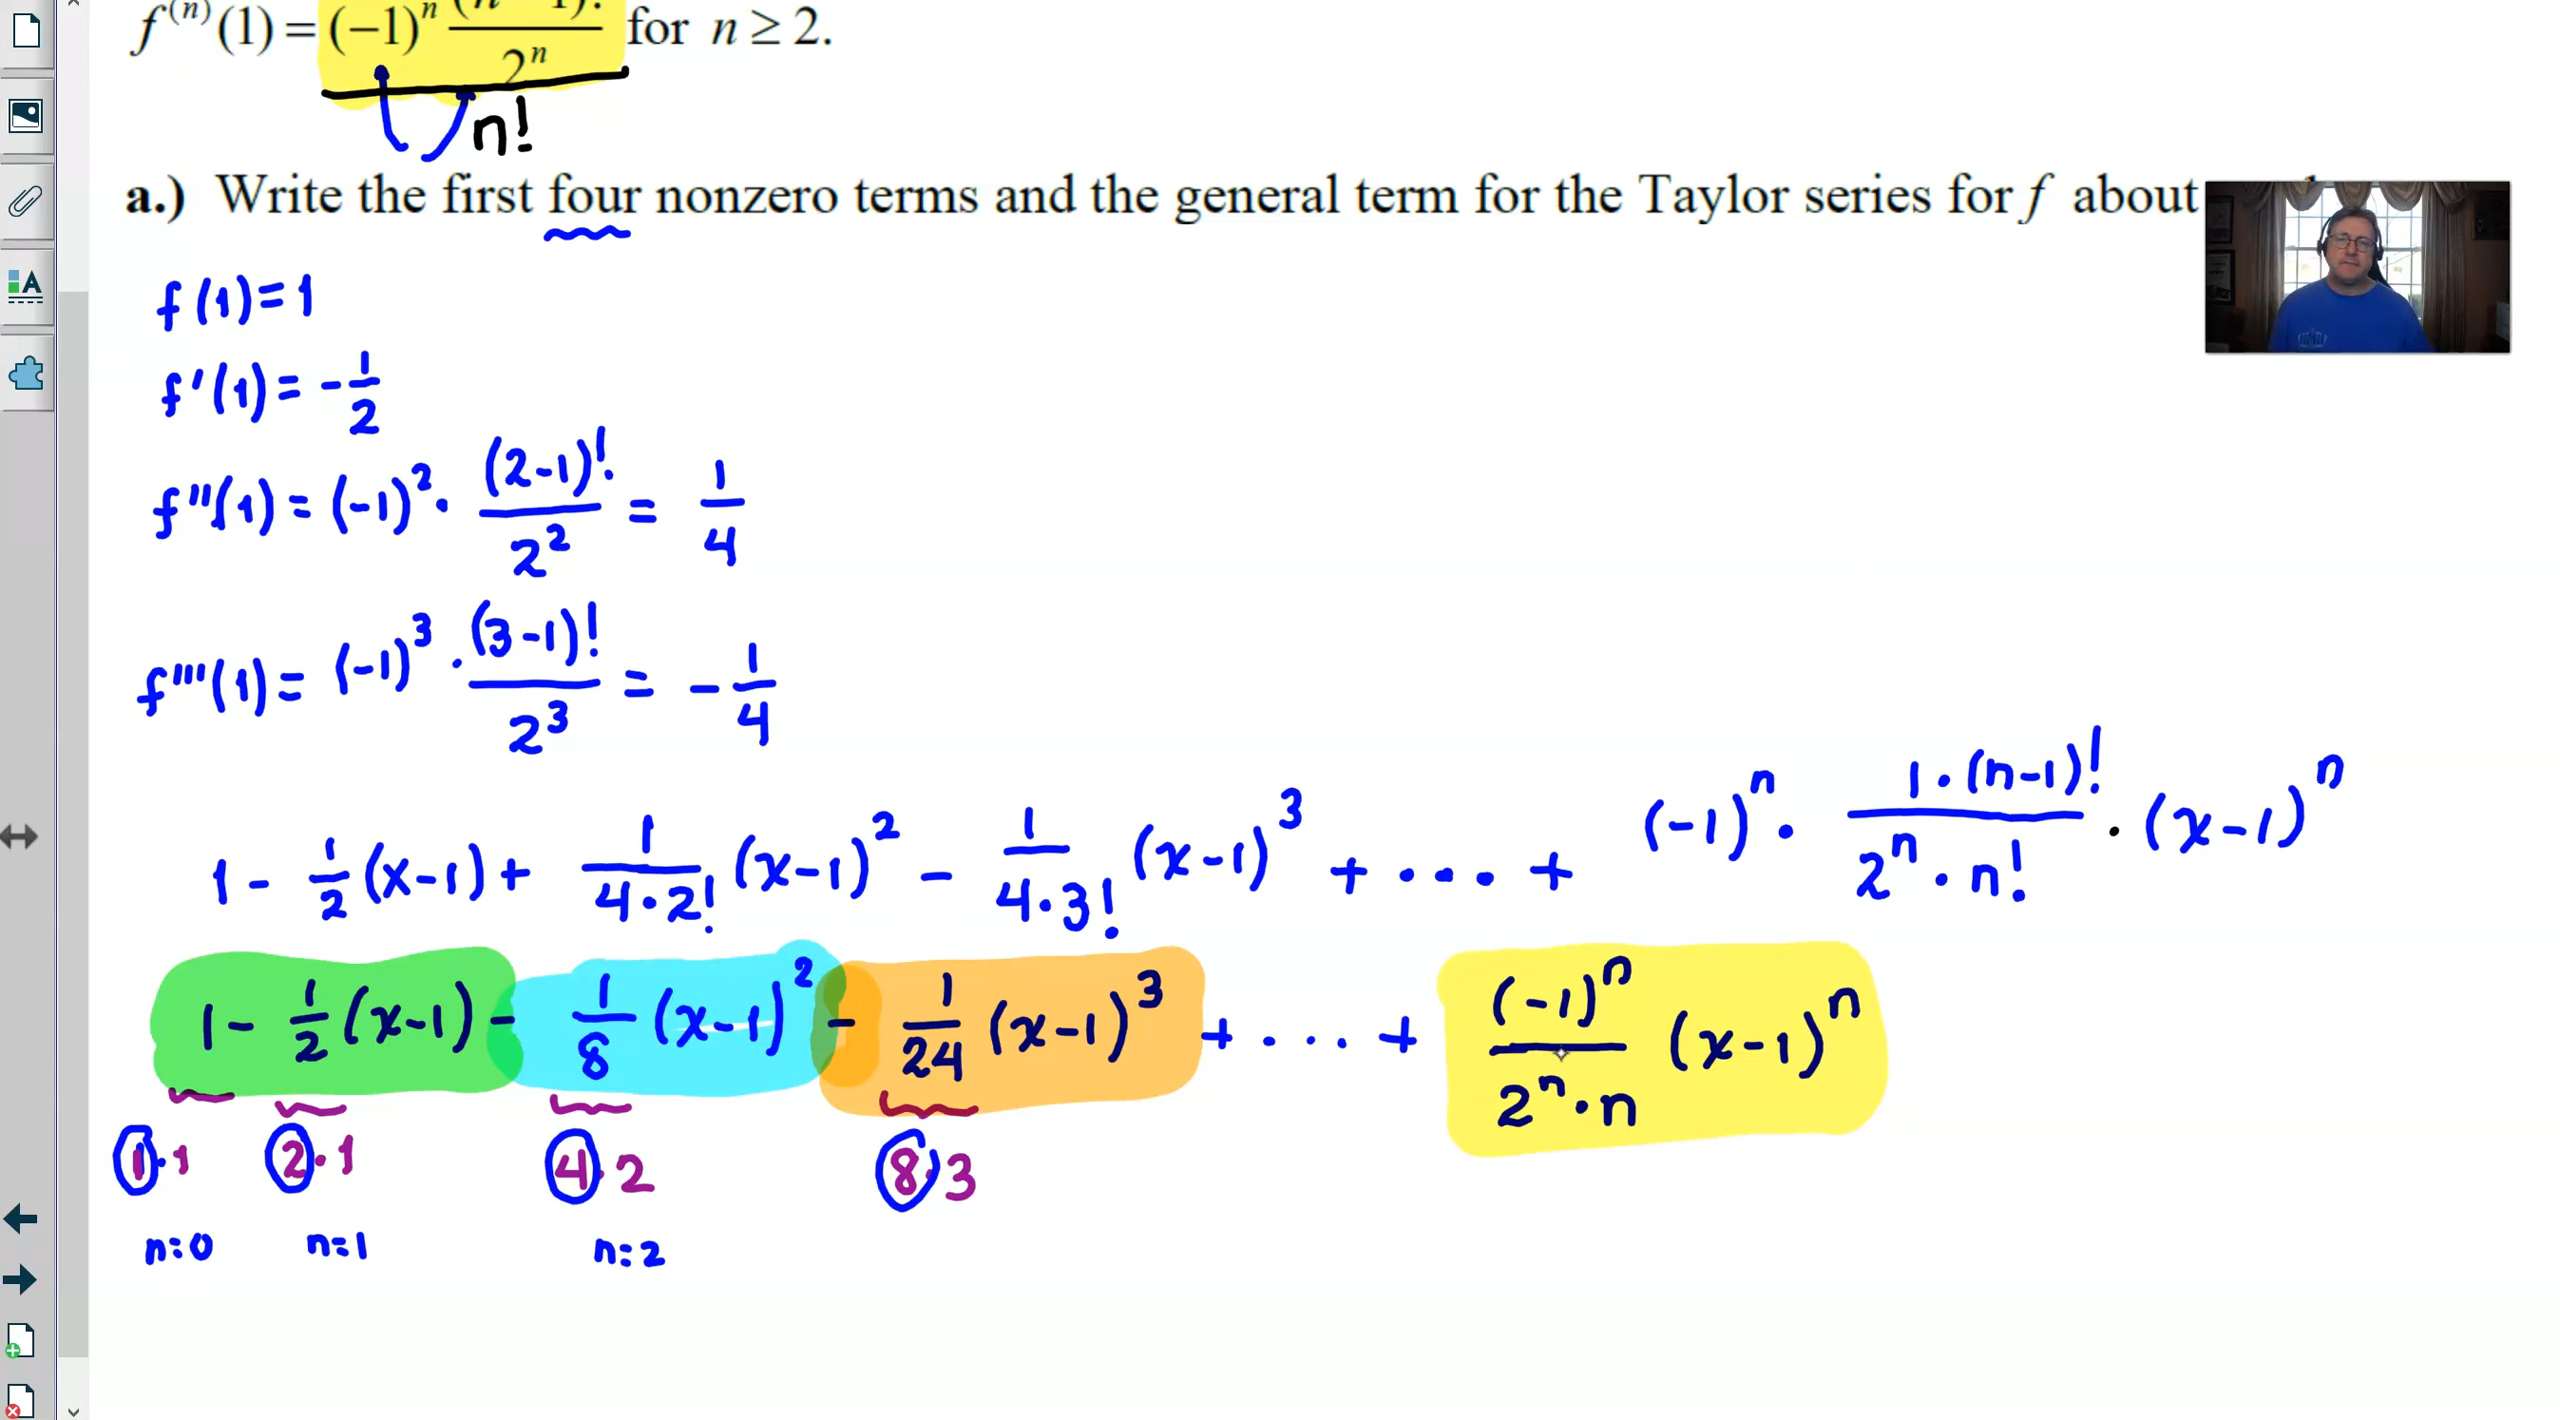 f⁽ⁿ⁾(1) = (−1)ⁿ (n − 1)! / 2ⁿ for n ≥ 2.
n!
a.) Write the first four nonzero terms and the general term for the Taylor series for f about
f(1)=1
f'(1) = -1/2
f''(1) = (-1)² · (2-1)!/2² = 1/4
f'''(1) = (-1)³ · (3-1)!/2³ = -1/4
1 - 1/2 (x-1) + 1/(4·2!) (x-1)² - 1/(4·3!) (x-1)³ + ... + (-1)ⁿ · 1·(n-1)!/(2ⁿ·n!) · (x-1)ⁿ
1 - 1/2 (x-1) - 1/8 (x-1)² - 1/24 (x-1)³ + ... + (-1)ⁿ/(2ⁿ·n) (x-1)ⁿ
1·1 2·1 4·2 8·3
n=0 n=1 n=2